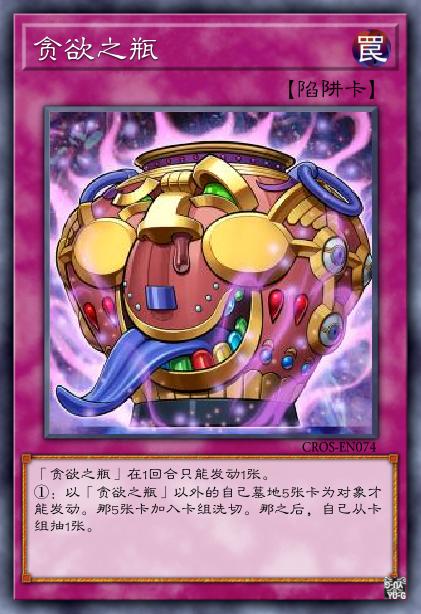 贪欲之瓶
罠
【陷阱卡】
CROS-EN074
「贪欲之瓶」在1回合只能发动1张。
①：以「贪欲之瓶」以外的自己墓地5张卡为对象才
能发动。那5张卡加入卡组洗切。那之后，自己从卡
组抽1张。